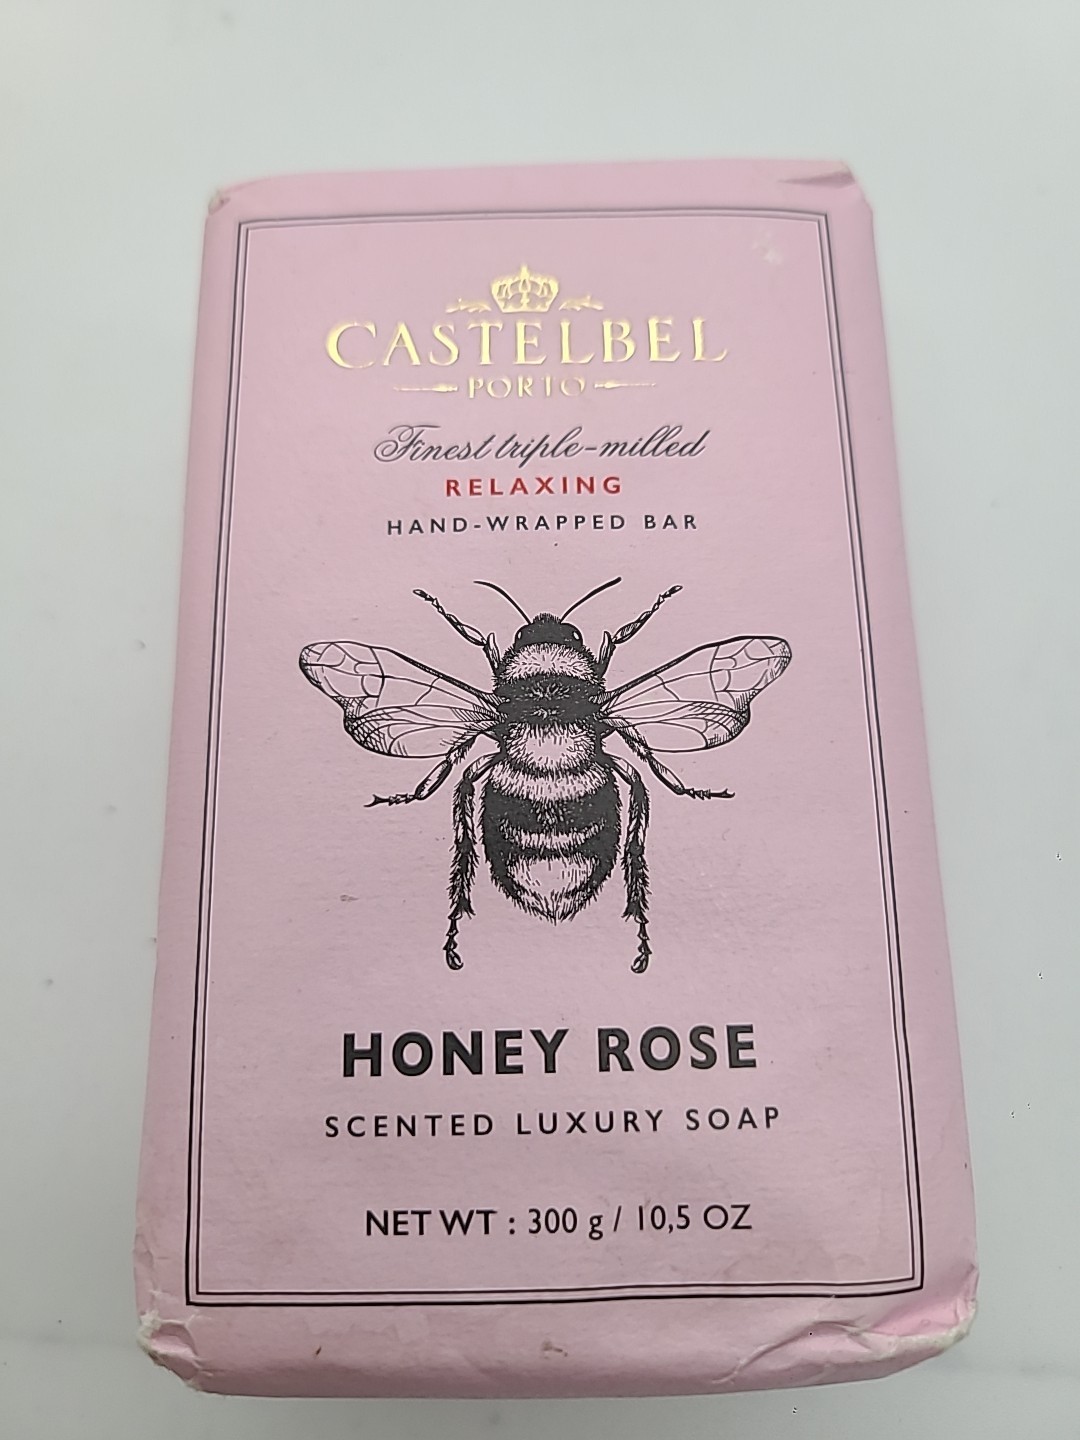 CASTELBEL
PORTO
Finest triple-milled
RELAXING
HAND-WRAPPED BAR
HONEY ROSE
SCENTED LUXURY SOAP
NET WT : 300 g / 10,5 OZ